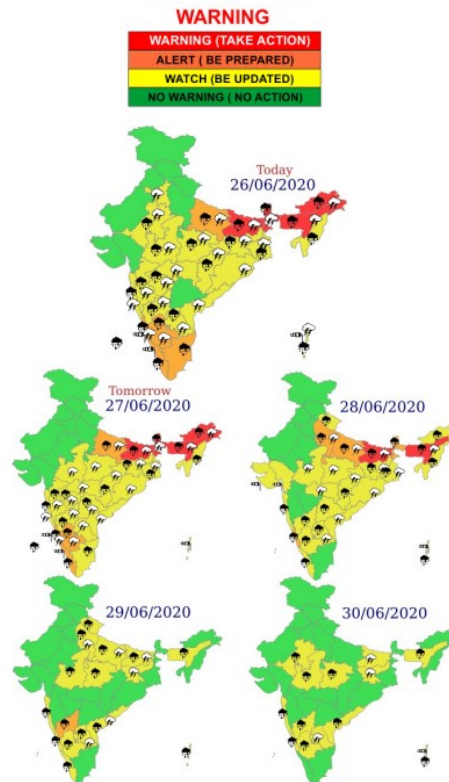 WARNING
WARNING (TAKE ACTION)
ALERT ( BE PREPARED)
WATCH (BE UPDATED)
NO WARNING ( NO ACTION)
Today
26/06/2020
Tomorrow
27/06/2020
28/06/2020
29/06/2020
30/06/2020